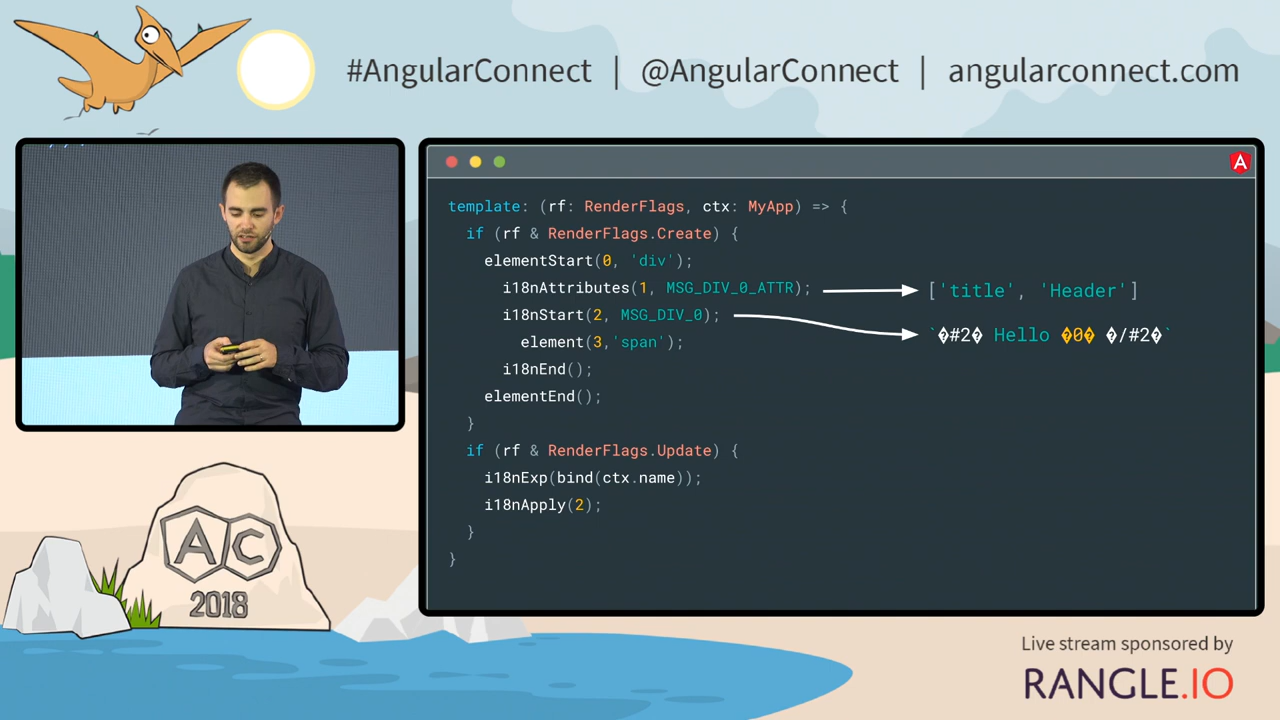 #AngularConnect | @AngularConnect | angularconnect.com
template: (rf: RenderFlags, ctx: MyApp) => {
if (rf & RenderFlags.Create) {
elementStart(0, 'div');
i18nAttributes(1, MSG_DIV_0_ATTR);
['title', 'Header']
i18nStart(2, MSG_DIV_0);
`�#2� Hello �0� �/#2�`
element(3,'span');
i18nEnd();
elementEnd();
}
if (rf & RenderFlags.Update) {
i18nExp(bind(ctx.name));
i18nApply(2);
}
}
A
AC
2018
Live stream sponsored by
RANGLE.IO